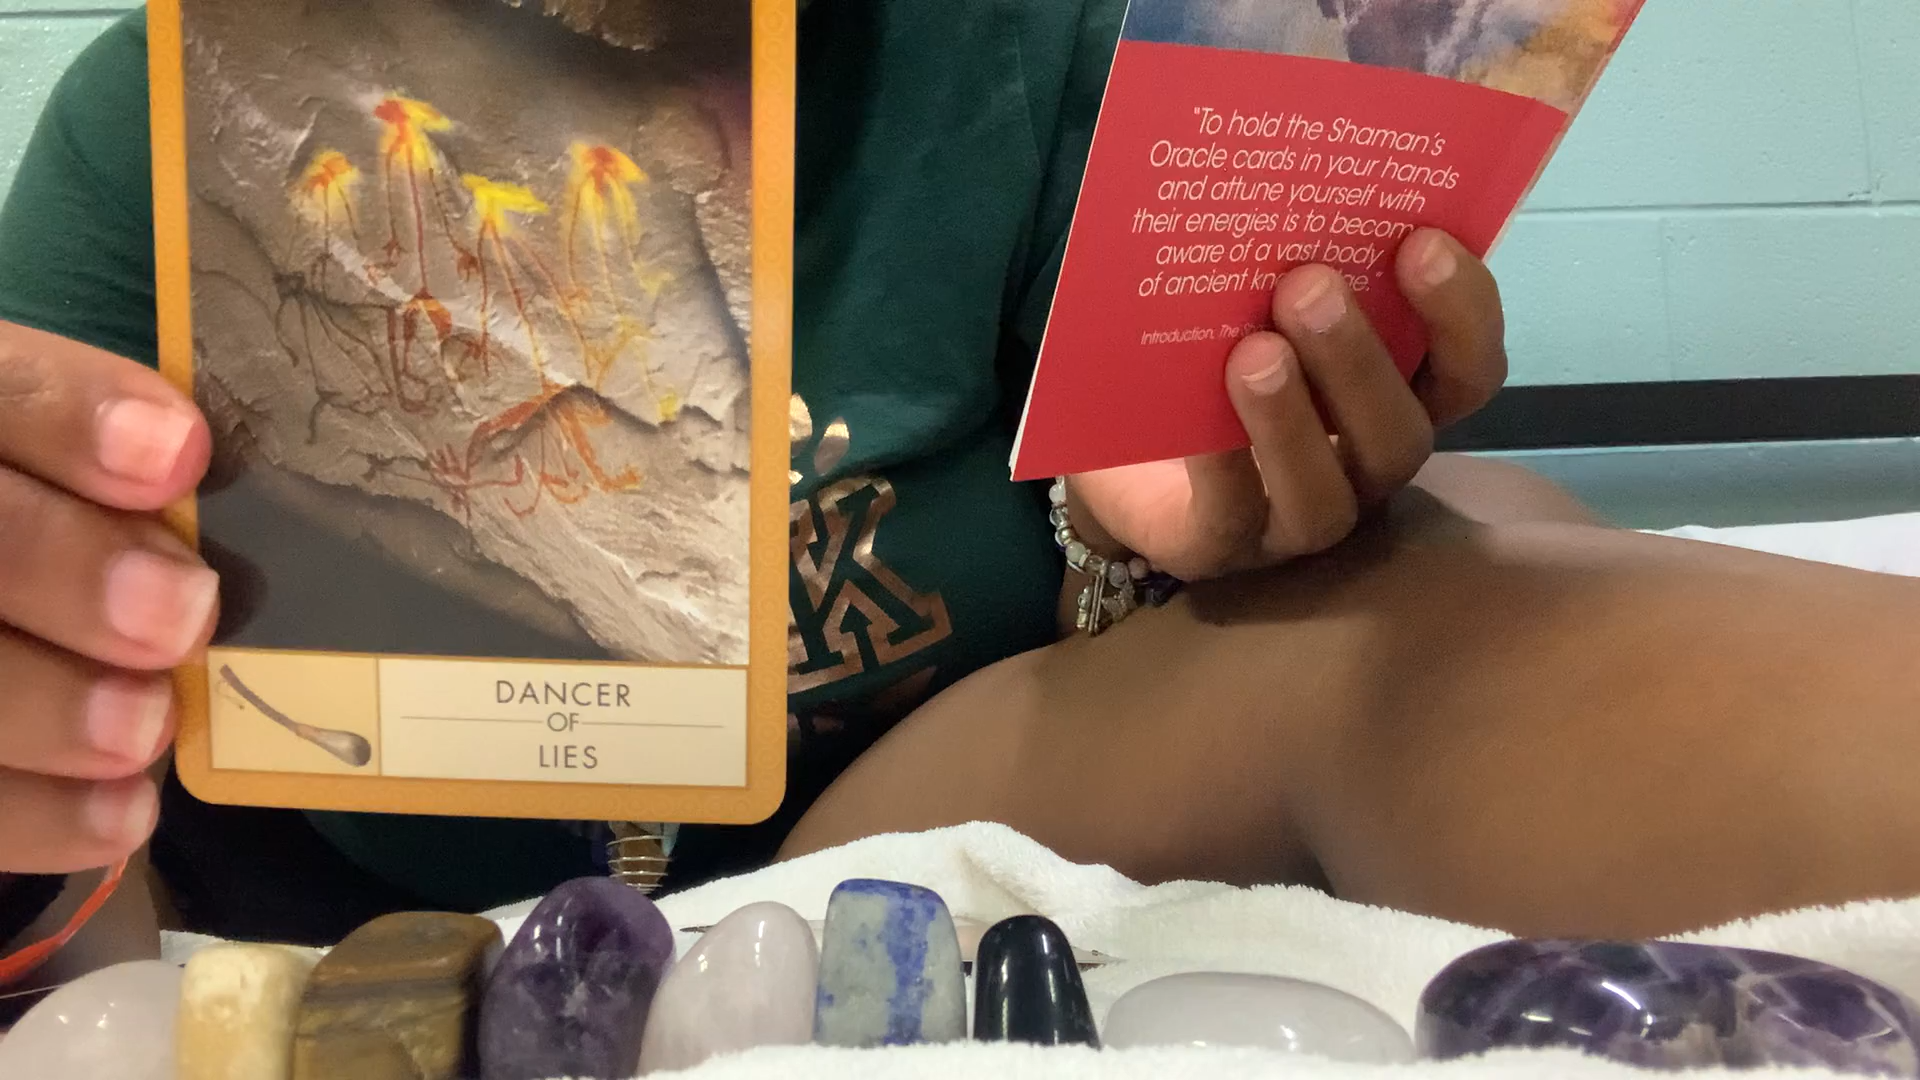 DANCER
OF
LIES
"To hold the Shaman's
Oracle cards in your hands
and attune yourself with
their energies is to become
aware of a vast body
of ancient
Introduction, The
K